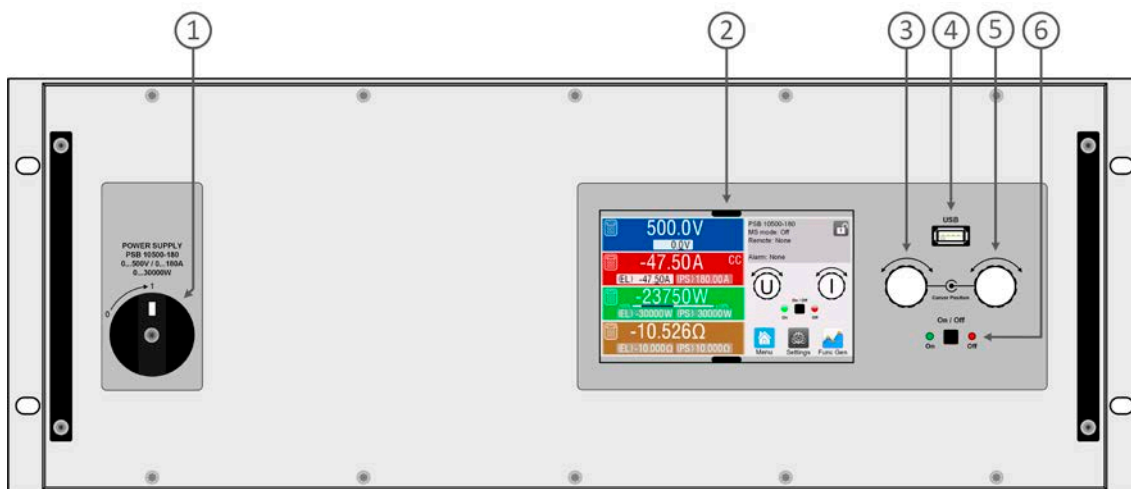 1
2
3
4
5
6
POWER SUPPLY
PSB 10500-180
0...500V / 0...180A
0...30000W
0
1
500.0V
0.0V
-47.50A
CC
(EL) -47.50A
(PS) 180.00A
-23750W
(EL) -30000W
(PS) 30000W
-10.526Ω
(EL) -10.000Ω
(PS) 10.000Ω
PSB 10500-180
MS mode: Off
Remote: None
Alarm: None
U
I
On / Off
On
Off
Menu
Settings
Func Gen
USB
Cursor Position
On / Off
On
Off